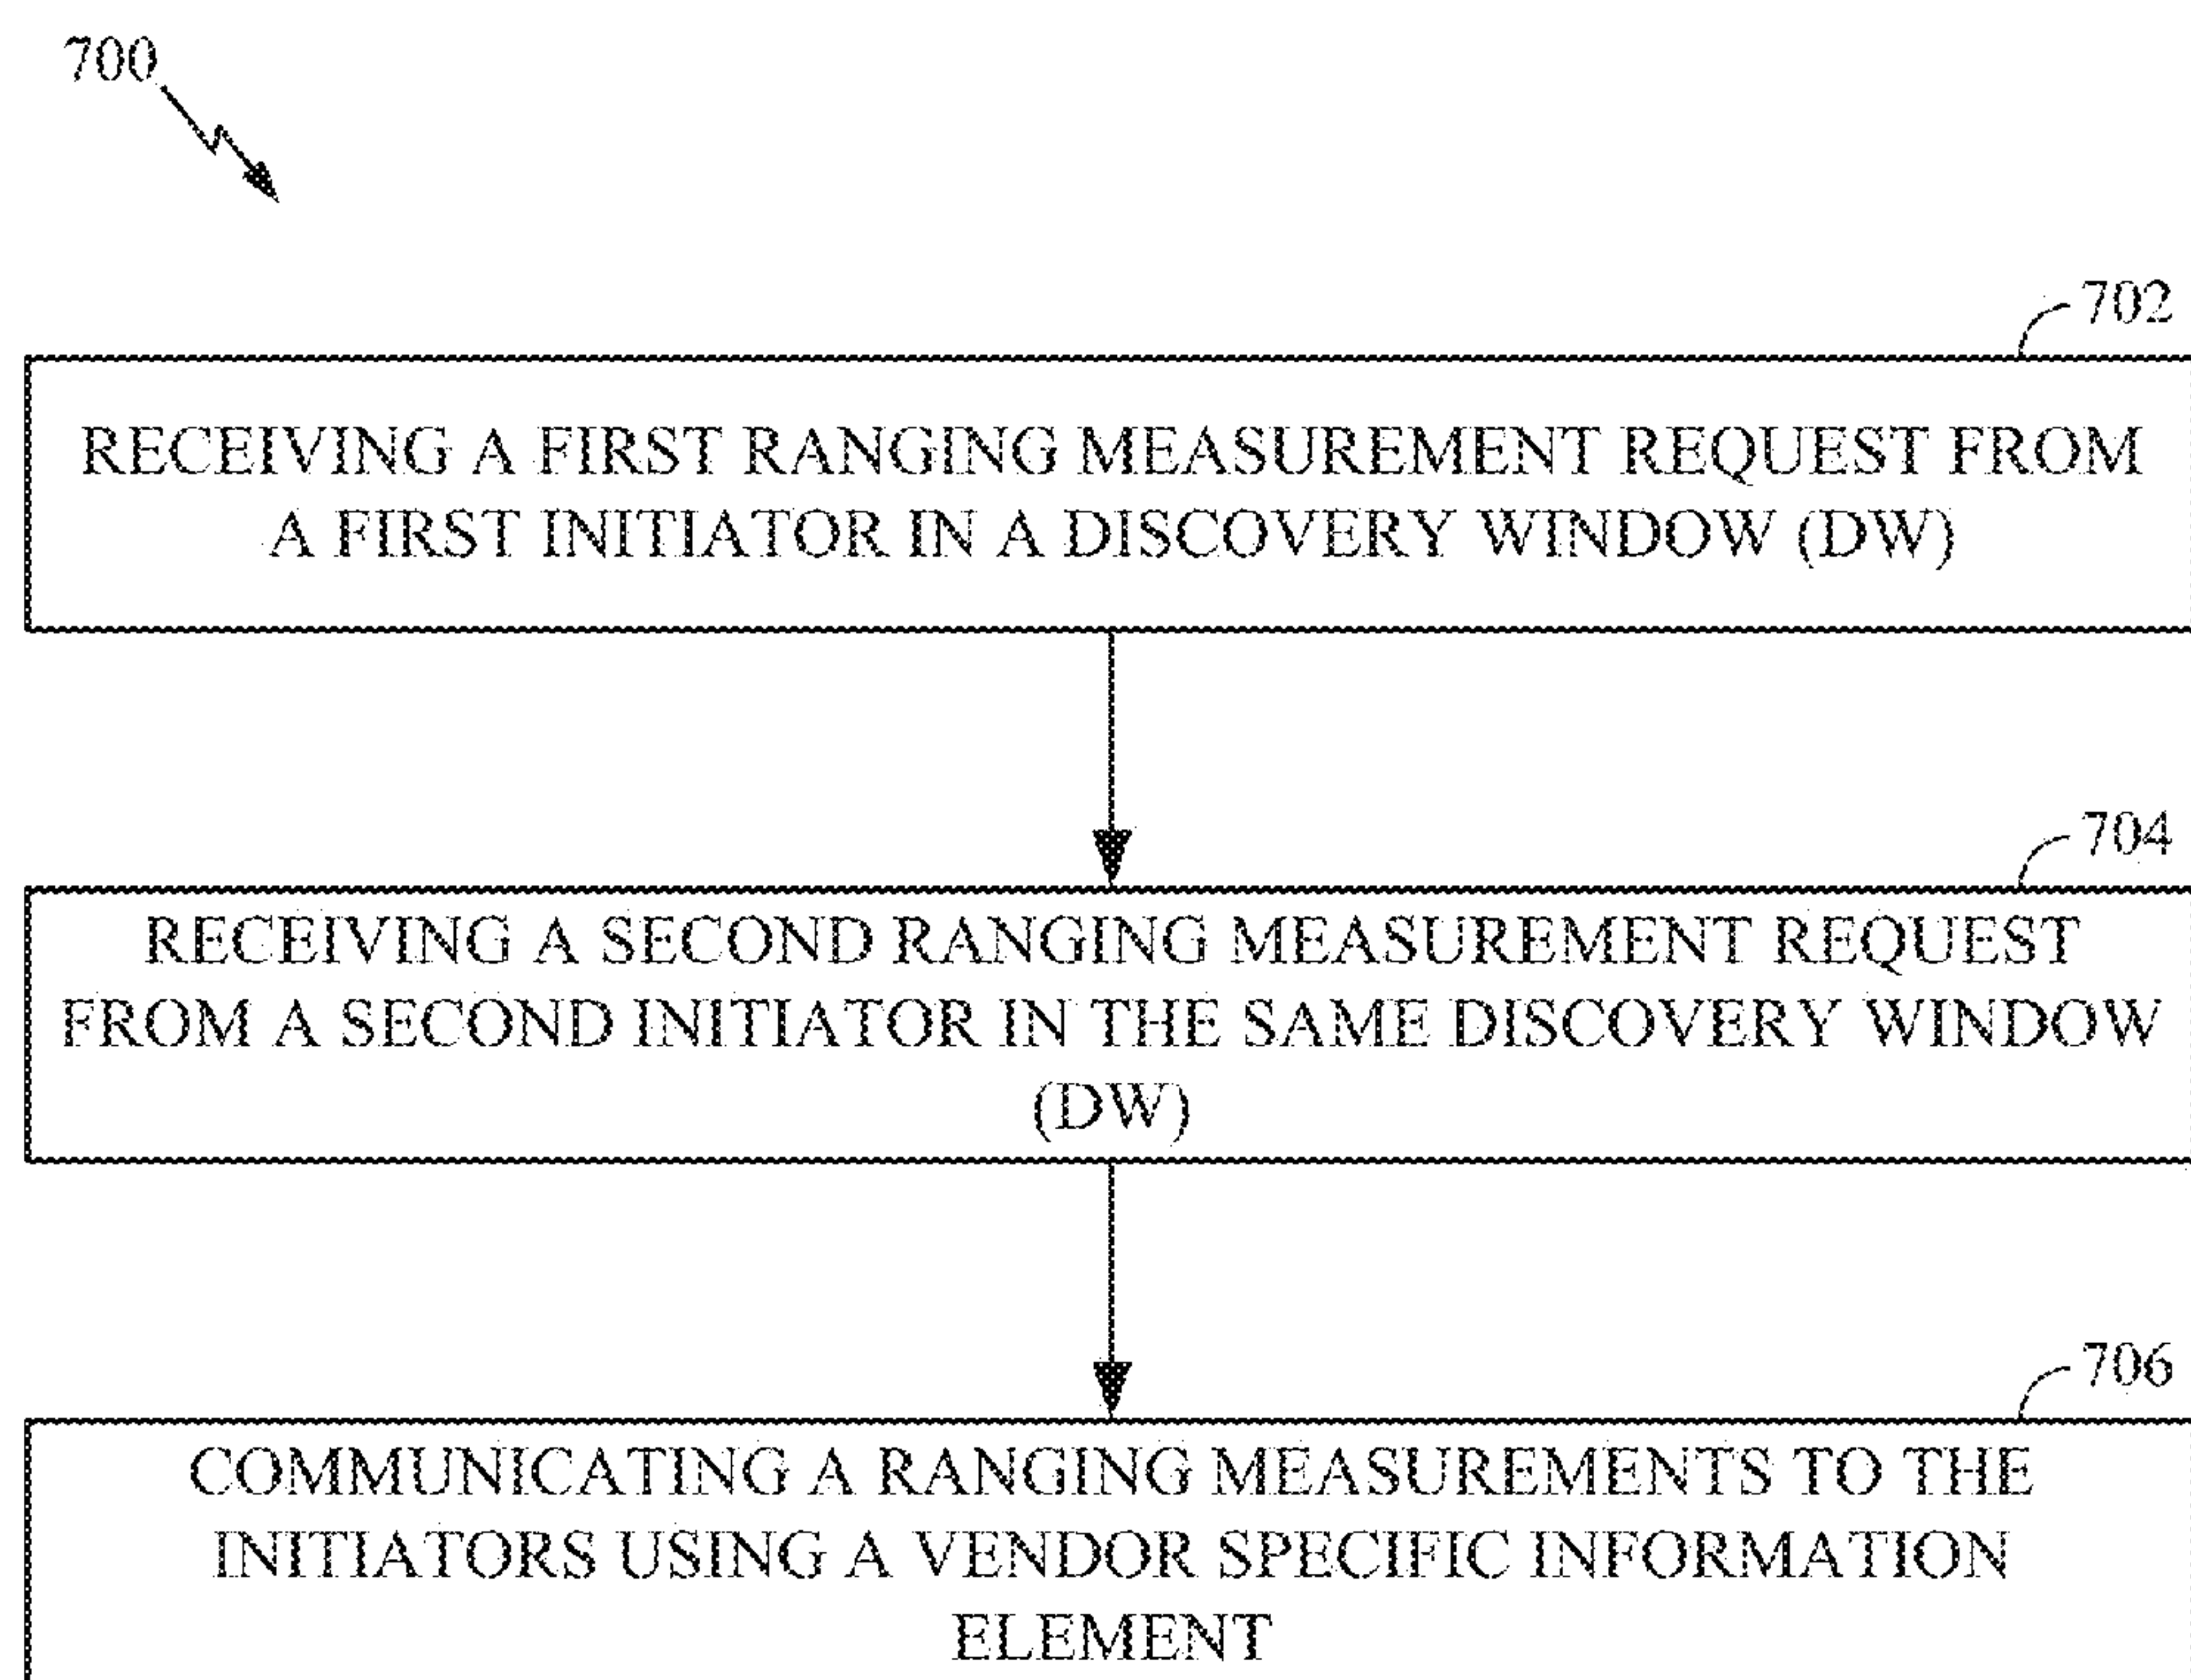 700
702
RECEIVING A FIRST RANGING MEASUREMENT REQUEST FROM
A FIRST INITIATOR IN A DISCOVERY WINDOW (DW)
704
RECEIVING A SECOND RANGING MEASUREMENT REQUEST
FROM A SECOND INITIATOR IN THE SAME DISCOVERY WINDOW
(DW)
706
COMMUNICATING A RANGING MEASUREMENTS TO THE
INITIATORS USING A VENDOR SPECIFIC INFORMATION
ELEMENT